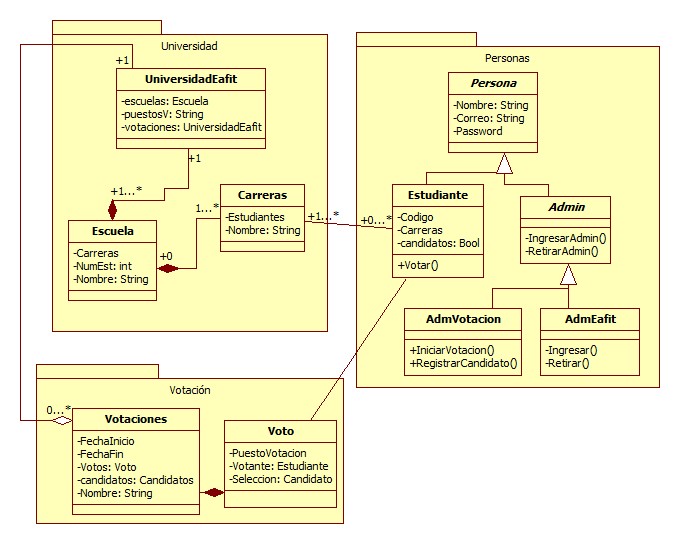 Universidad
+1
UniversidadEafit
-escuelas: Escuela
-puestosV: String
-votaciones: UniversidadEafit
+1
+1...*
Escuela
-Carreras
-NumEst: int
-Nombre: String
+0
1...*
Carreras
-Estudiantes
-Nombre: String
+1...*
+0...*
Personas
Persona
-Nombre: String
-Correo: String
-Password
Estudiante
-Codigo
-Carreras
-candidatos: Bool
+Votar()
Admin
-IngresarAdmin()
-RetirarAdmin()
AdmVotacion
+IniciarVotacion()
+RegistrarCandidato()
AdmEafit
-Ingresar()
-Retirar()
Votación
0...*
Votaciones
-FechaInicio
-FechaFin
-Votos: Voto
-candidatos: Candidatos
-Nombre: String
Voto
-PuestoVotacion
-Votante: Estudiante
-Seleccion: Candidato